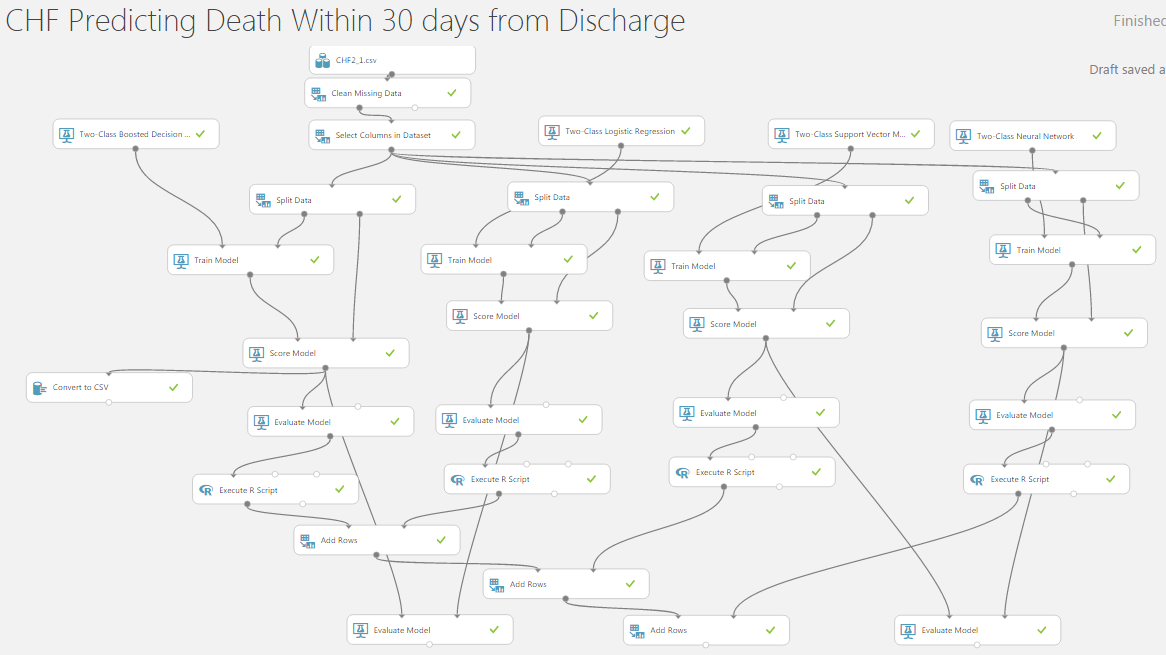 CHF Predicting Death Within 30 days from Discharge
Finished
Draft saved a
CHF2_1.csv
Clean Missing Data
Select Columns in Dataset
Two-Class Boosted Decision ...
Two-Class Logistic Regression
Two-Class Support Vector M...
Two-Class Neural Network
Split Data
Split Data
Split Data
Split Data
Train Model
Train Model
Train Model
Train Model
Score Model
Score Model
Score Model
Score Model
Convert to CSV
Evaluate Model
Evaluate Model
Evaluate Model
Evaluate Model
R Execute R Script
R Execute R Script
R Execute R Script
R Execute R Script
Add Rows
Add Rows
Evaluate Model
Add Rows
Evaluate Model